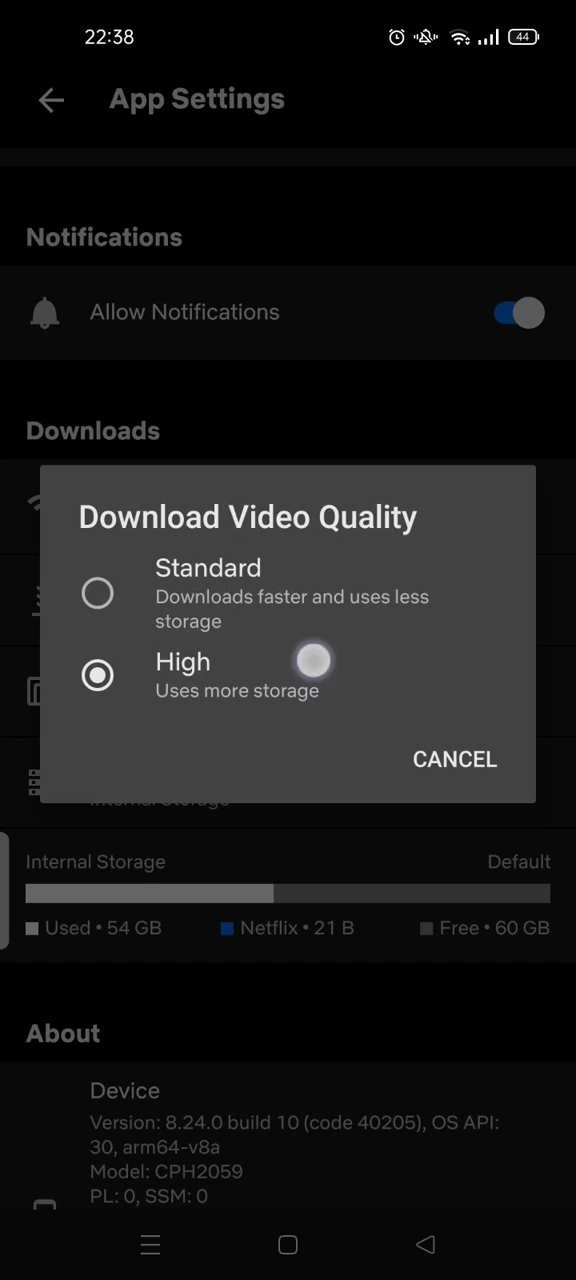 22:38
44
App Settings
Notifications
Allow Notifications
Downloads
Download Video Quality
Standard
Downloads faster and uses less
storage
High
Uses more storage
CANCEL
Internal Storage
Internal Storage
Default
Used • 54 GB
Netflix • 21 B
Free • 60 GB
About
Device
Version: 8.24.0 build 10 (code 40205), OS API:
30, arm64-v8a
Model: CPH2059
PL: 0, SSM: 0